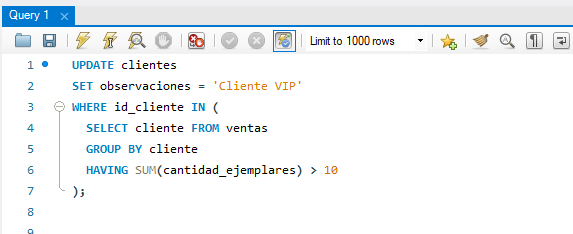 Query 1
Limit to 1000 rows
1 UPDATE clientes
2 SET observaciones = 'Cliente VIP'
3 WHERE id_cliente IN (
4 SELECT cliente FROM ventas
5 GROUP BY cliente
6 HAVING SUM(cantidad_ejemplares) > 10
7 );
8
9